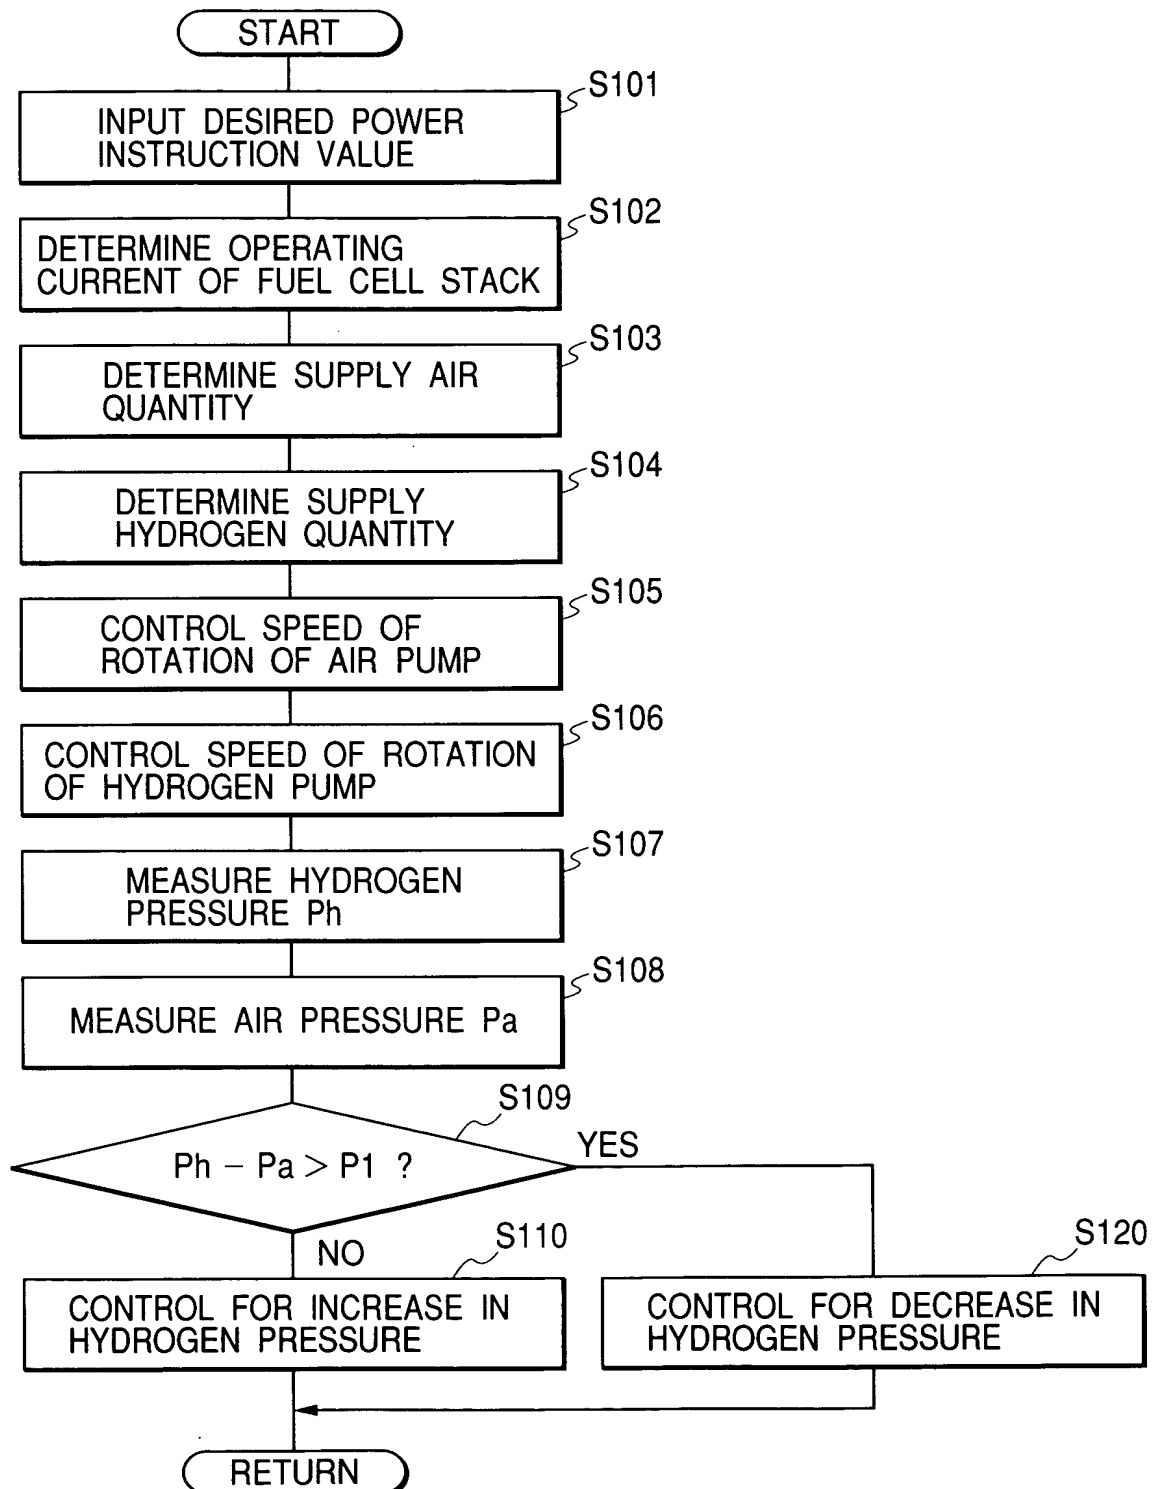 START
S101
INPUT DESIRED POWER
INSTRUCTION VALUE
S102
DETERMINE OPERATING
CURRENT OF FUEL CELL STACK
S103
DETERMINE SUPPLY AIR
QUANTITY
S104
DETERMINE SUPPLY
HYDROGEN QUANTITY
S105
CONTROL SPEED OF
ROTATION OF AIR PUMP
S106
CONTROL SPEED OF ROTATION
OF HYDROGEN PUMP
S107
MEASURE HYDROGEN
PRESSURE Ph
S108
MEASURE AIR PRESSURE Pa
S109
Ph – Pa > P1 ?
YES
NO
S110
CONTROL FOR INCREASE IN
HYDROGEN PRESSURE
S120
CONTROL FOR DECREASE IN
HYDROGEN PRESSURE
RETURN